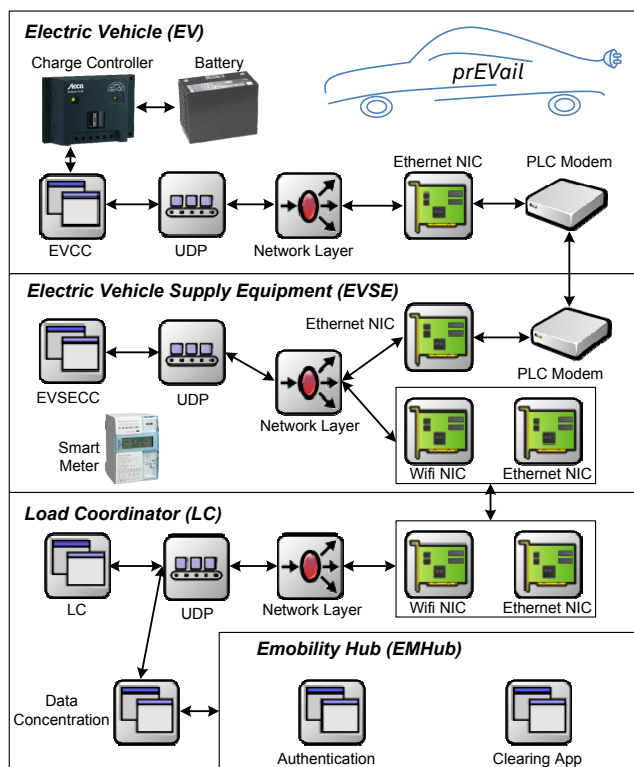 Electric Vehicle (EV)
Charge Controller
Battery
Steca
prEVail
Ethernet NIC
PLC Modem
EVCC
UDP
Network Layer
Electric Vehicle Supply Equipment (EVSE)
Ethernet NIC
EVSECC
UDP
Network Layer
PLC Modem
Smart
Meter
Wifi NIC
Ethernet NIC
Load Coordinator (LC)
LC
UDP
Network Layer
Wifi NIC
Ethernet NIC
Emobility Hub (EMHub)
Data
Concentration
Authentication
Clearing App